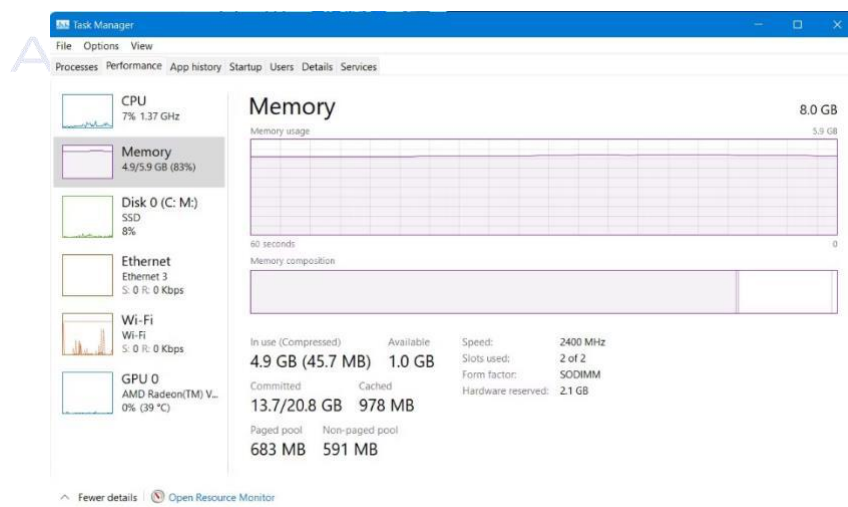 Task Manager
File Options View
Processes Performance App history Startup Users Details Services
CPU
7% 1.37 GHz
Memory
4.9/5.9 GB (83%)
Disk 0 (C: M:)
SSD
8%
Ethernet
Ethernet 3
S: 0 R: 0 Kbps
Wi-Fi
Wi-Fi
S: 0 R: 0 Kbps
GPU 0
AMD Radeon(TM) V...
0% (39 °C)
Memory 8.0 GB
Memory usage 5.9 GB
60 seconds 0
Memory composition
In use (Compressed) Available
4.9 GB (45.7 MB) 1.0 GB
Committed Cached
13.7/20.8 GB 978 MB
Paged pool Non-paged pool
683 MB 591 MB
Speed: 2400 MHz
Slots used: 2 of 2
Form factor: SODIMM
Hardware reserved: 2.1 GB
Fewer details Open Resource Monitor